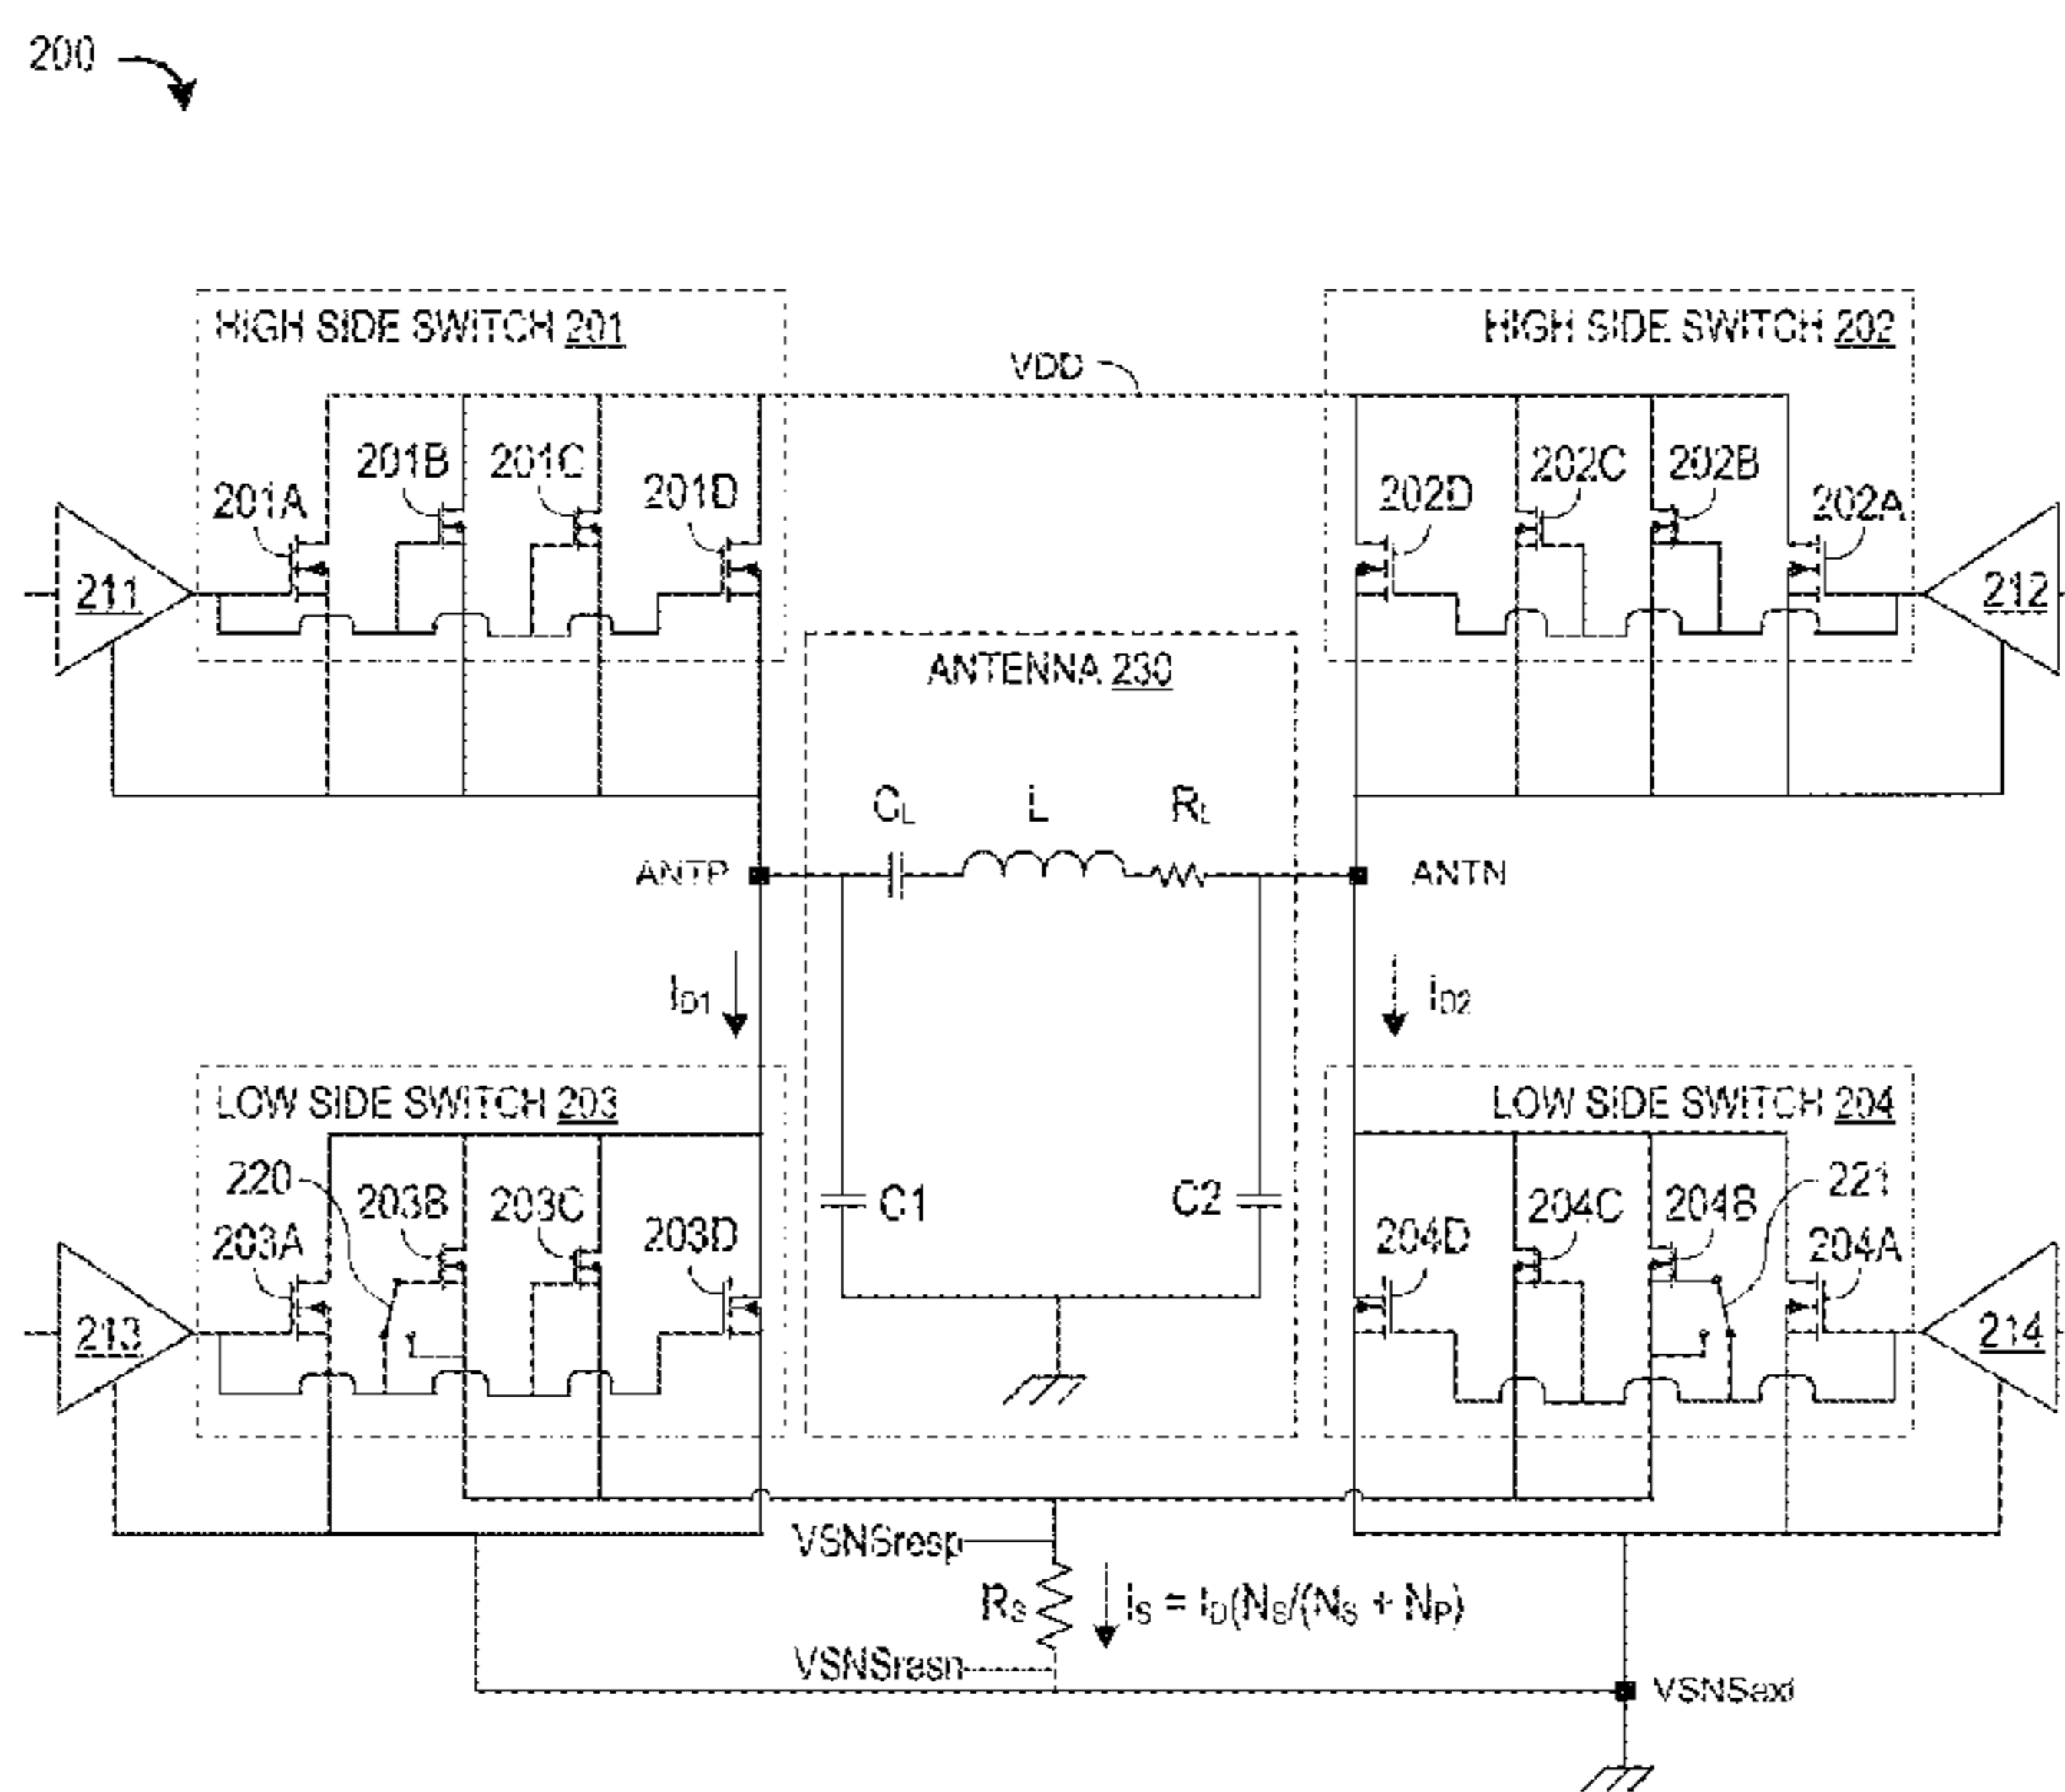 200
HIGH SIDE SWITCH 201
HIGH SIDE SWITCH 202
VDD
201A
201B
201C
201D
202D
202C
202B
202A
211
212
ANTENNA 230
CL
L
RL
ANTP
ANTN
ID1
ID2
LOW SIDE SWITCH 203
LOW SIDE SWITCH 204
220
203A
203B
203C
203D
C1
C2
204D
204C
204B
221
204A
213
214
VSNSresp
RS
IS = ID(NS/(NS + NP)
VSNSresn
VSNSext